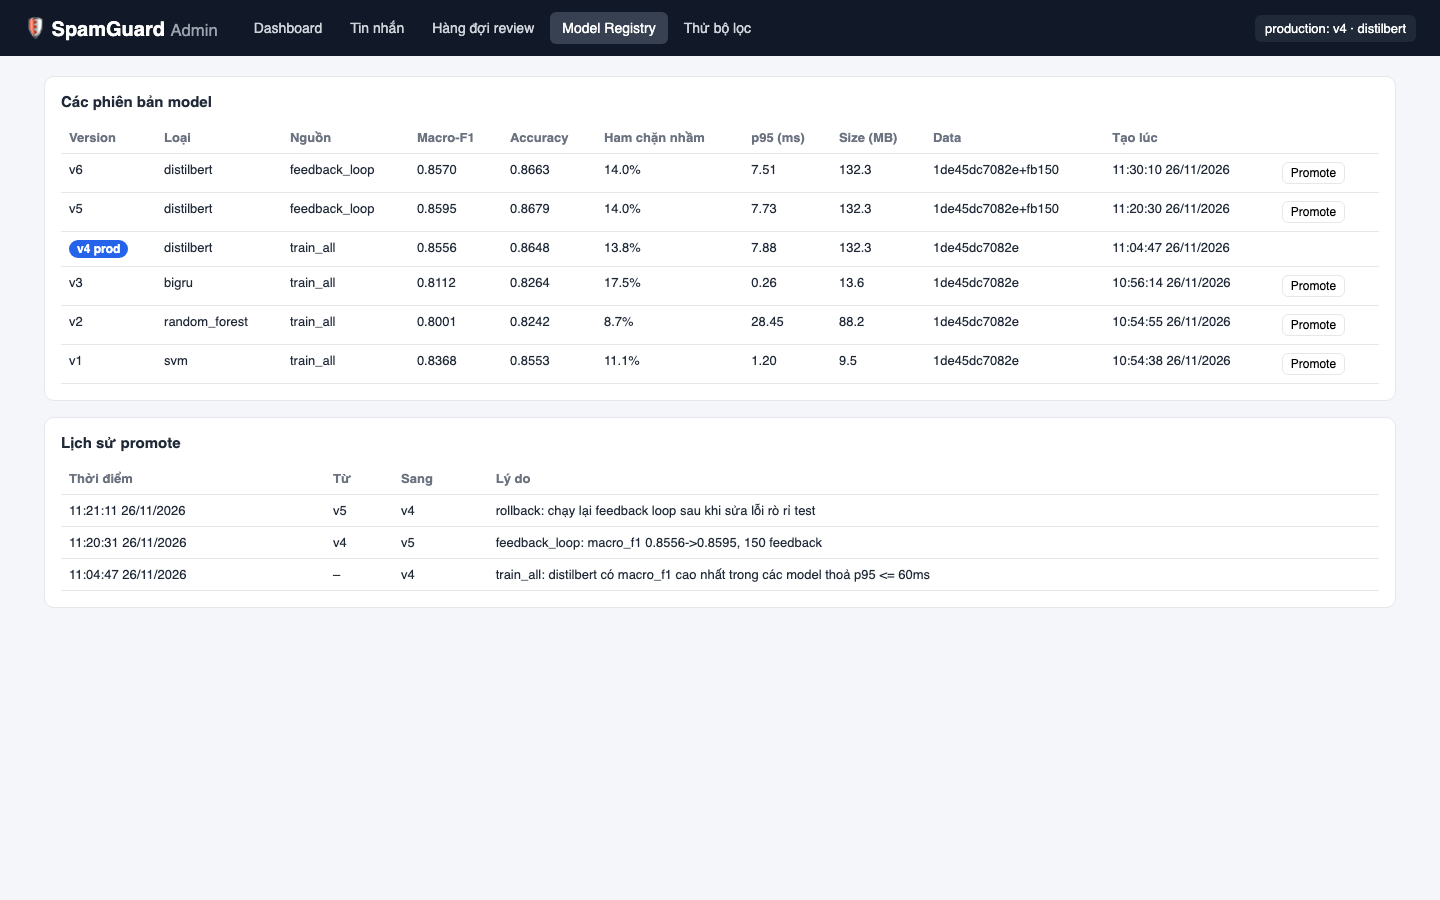 SpamGuard Admin Dashboard Tin nhắn Hàng đợi review Model Registry Thử bộ lọc production: v4 · distilbert
Các phiên bản model
Version Loại Nguồn Macro-F1 Accuracy Ham chặn nhầm p95 (ms) Size (MB) Data Tạo lúc
v6 distilbert feedback_loop 0.8570 0.8663 14.0% 7.51 132.3 1de45dc7082e+fb150 11:30:10 26/11/2026 Promote
v5 distilbert feedback_loop 0.8595 0.8679 14.0% 7.73 132.3 1de45dc7082e+fb150 11:20:30 26/11/2026 Promote
v4 prod distilbert train_all 0.8556 0.8648 13.8% 7.88 132.3 1de45dc7082e 11:04:47 26/11/2026
v3 bigru train_all 0.8112 0.8264 17.5% 0.26 13.6 1de45dc7082e 10:56:14 26/11/2026 Promote
v2 random_forest train_all 0.8001 0.8242 8.7% 28.45 88.2 1de45dc7082e 10:54:55 26/11/2026 Promote
v1 svm train_all 0.8368 0.8553 11.1% 1.20 9.5 1de45dc7082e 10:54:38 26/11/2026 Promote
Lịch sử promote
Thời điểm Từ Sang Lý do
11:21:11 26/11/2026 v5 v4 rollback: chạy lại feedback loop sau khi sửa lỗi rò rỉ test
11:20:31 26/11/2026 v4 v5 feedback_loop: macro_f1 0.8556->0.8595, 150 feedback
11:04:47 26/11/2026 – v4 train_all: distilbert có macro_f1 cao nhất trong các model thoả p95 <= 60ms